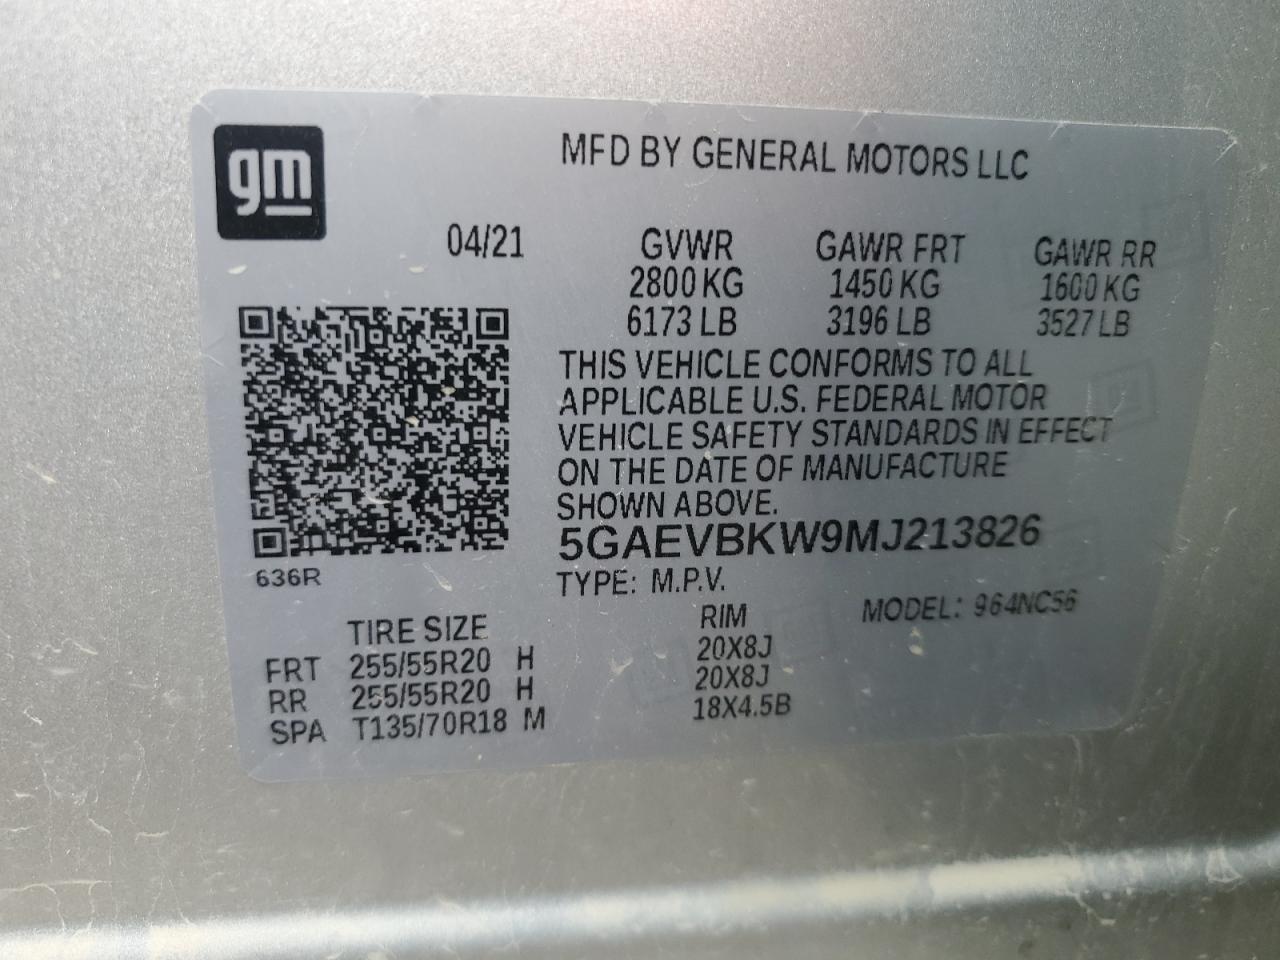 gm
MFD BY GENERAL MOTORS LLC
04/21
GVWR GAWR FRT GAWR RR
2800 KG 1450 KG 1600 KG
6173 LB 3196 LB 3527 LB
THIS VEHICLE CONFORMS TO ALL
APPLICABLE U.S. FEDERAL MOTOR
VEHICLE SAFETY STANDARDS IN EFFECT
ON THE DATE OF MANUFACTURE
SHOWN ABOVE.
5GAEVBKW9MJ213826
636R
TYPE: M.P.V. MODEL: 964NC56
TIRE SIZE RIM
FRT 255/55R20 H 20X8J
RR 255/55R20 H 20X8J
SPA T135/70R18 M 18X4.5B